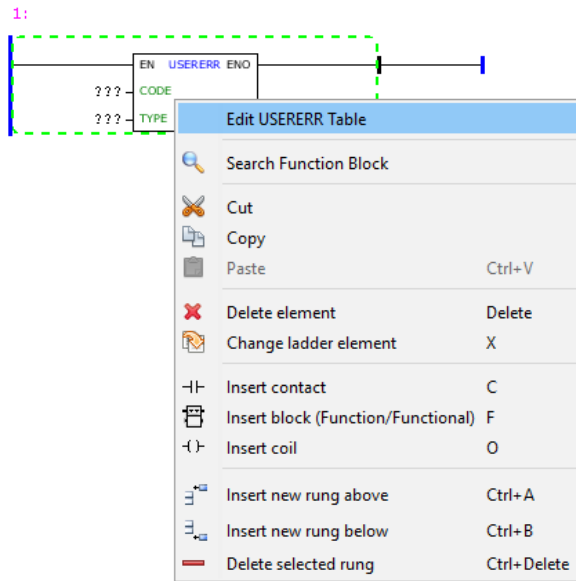 1:
EN USERERR ENO
??? CODE
??? TYPE
Edit USERERR Table
Search Function Block
Cut
Copy
Paste Ctrl+V
Delete element Delete
Change ladder element X
Insert contact C
Insert block (Function/Functional) F
Insert coil O
Insert new rung above Ctrl+A
Insert new rung below Ctrl+B
Delete selected rung Ctrl+Delete